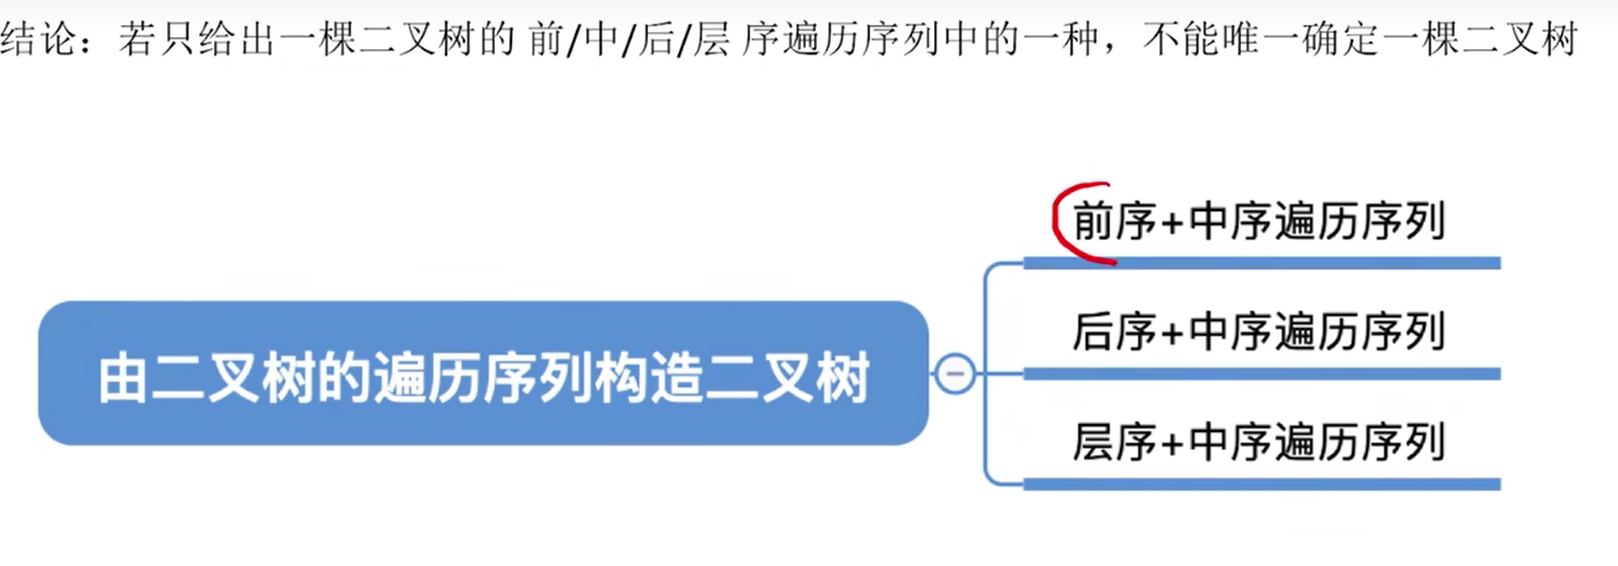 结论：若只给出一棵二叉树的 前/中/后/层 序遍历序列中的一种，不能唯一确定一棵二叉树
前序+中序遍历序列
由二叉树的遍历序列构造二叉树
后序+中序遍历序列
层序+中序遍历序列